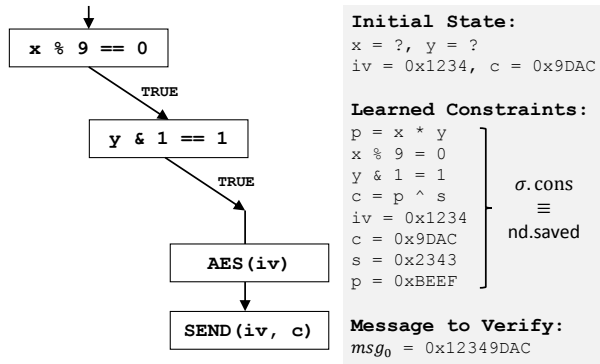 x % 9 == 0
TRUE
y & 1 == 1
TRUE
AES(iv)
SEND(iv, c)
Initial State:
x = ?, y = ?
iv = 0x1234, c = 0x9DAC
Learned Constraints:
p = x * y
x % 9 = 0
y & 1 = 1
c = p ^ s
iv = 0x1234
c = 0x9DAC
s = 0x2343
p = 0xBEEF
σ. cons
≡
nd.saved
Message to Verify:
msg₀ = 0x12349DAC